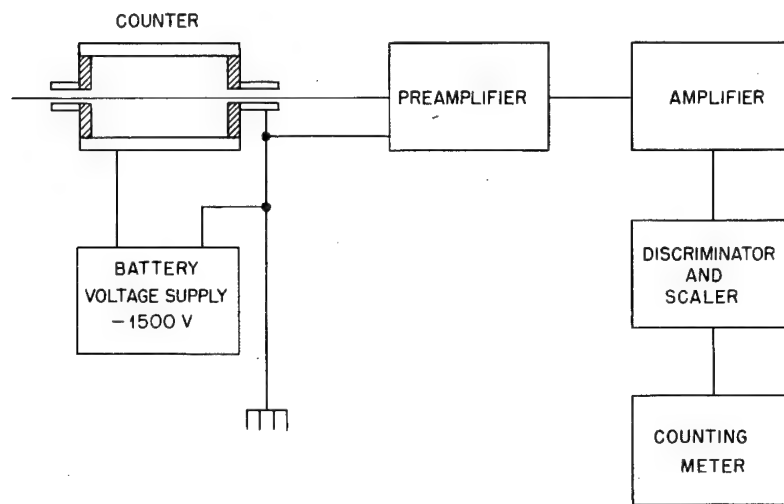 COUNTER
PREAMPLIFIER
AMPLIFIER
BATTERY
VOLTAGE SUPPLY
-1500 V
DISCRIMINATOR
AND
SCALER
COUNTING
METER